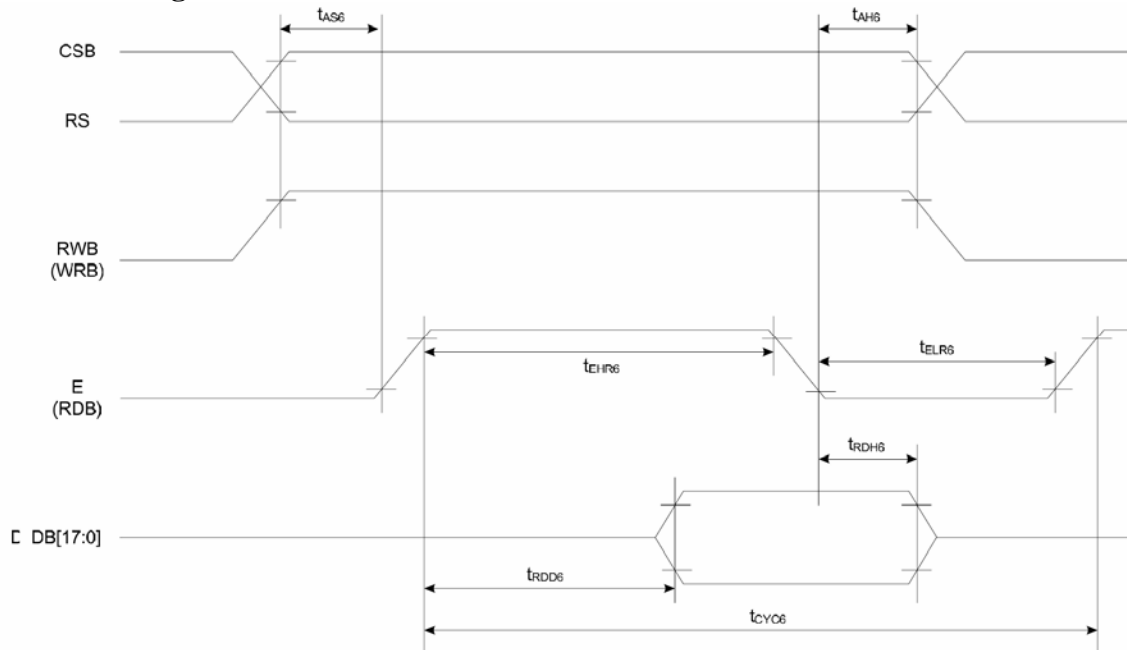 tAS6
tAH6
CSB
RS
RWB
(WRB)
tEHR6
tELR6
E
(RDB)
tRDH6
DB[17:0]
tRDD6
tCYC6